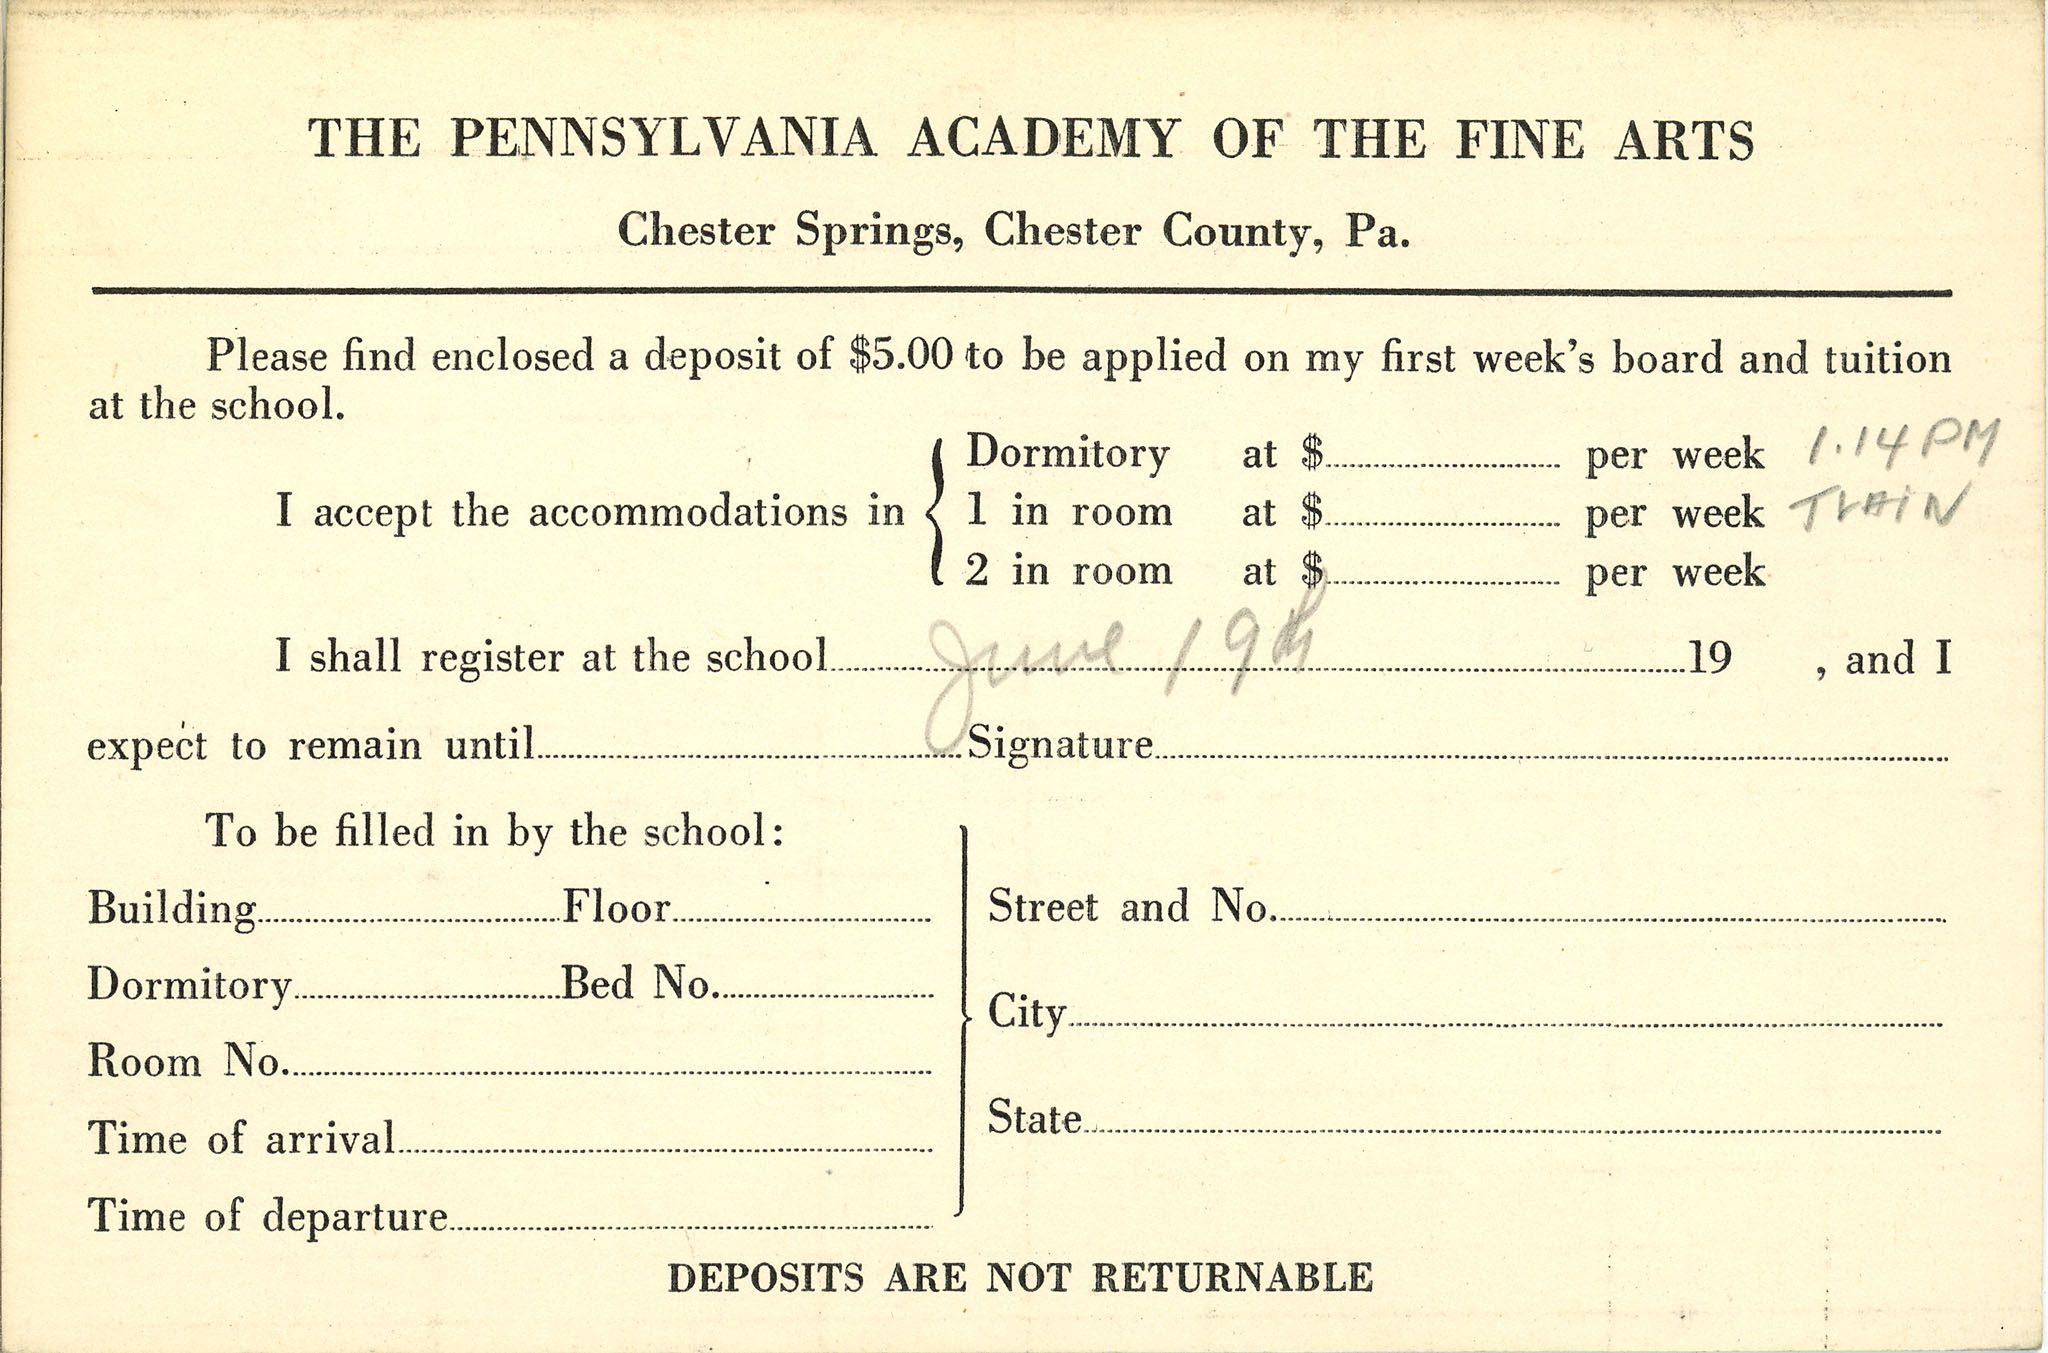 THE PENNSYLVANIA ACADEMY OF THE FINE ARTS
Chester Springs, Chester County, Pa.
Please find enclosed a deposit of $5.00 to be applied on my first week's board and tuition
at the school.
Dormitory at $ per week 1.14 PM
I accept the accommodations in 1 in room at $ per week TRAIN
2 in room at $ per week
I shall register at the school June 19th 19 , and I
expect to remain until Signature
To be filled in by the school:
Building Floor
Dormitory Bed No.
Room No.
Time of arrival
Time of departure
Street and No.
City
State
DEPOSITS ARE NOT RETURNABLE